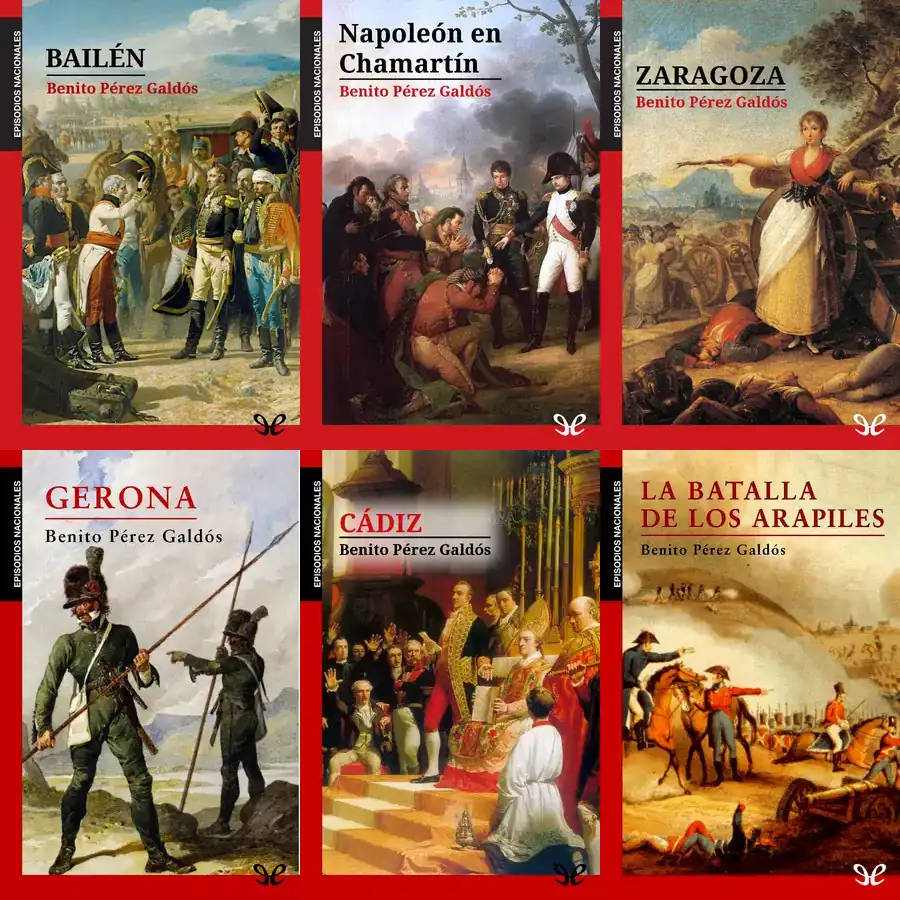 EPISODIOS NACIONALES
BAILÉN
Benito Pérez Galdós
EPISODIOS NACIONALES
Napoleón en
Chamartín
Benito Pérez Galdós
EPISODIOS NACIONALES
ZARAGOZA
Benito Pérez Galdós
EPISODIOS NACIONALES
GERONA
Benito Pérez Galdós
EPISODIOS NACIONALES
CÁDIZ
Benito Pérez Galdós
EPISODIOS NACIONALES
LA BATALLA
DE LOS ARAPILES
Benito Pérez Galdós